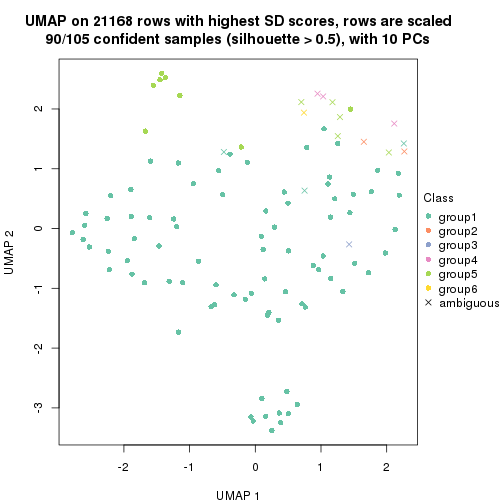 UMAP on 21168 rows with highest SD scores, rows are scaled
90/105 confident samples (silhouette > 0.5), with 10 PCs
2
1
0
-1
-2
-3
UMAP 2
-2
-1
0
1
2
UMAP 1
Class
group1
group2
group3
group4
group5
group6
ambiguous